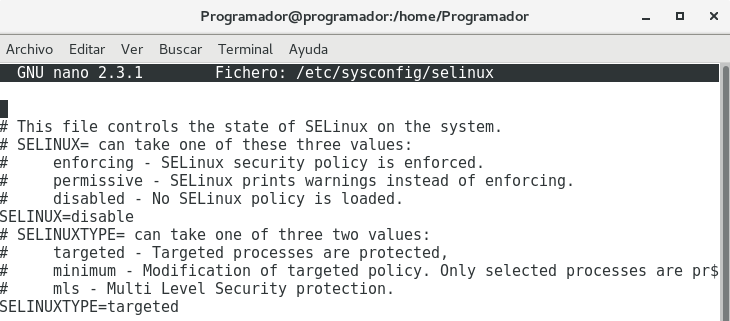 Programador@programador:/home/Programador
Archivo Editar Ver Buscar Terminal Ayuda
GNU nano 2.3.1 Fichero: /etc/sysconfig/selinux
# This file controls the state of SELinux on the system.
# SELINUX= can take one of these three values:
#     enforcing - SELinux security policy is enforced.
#     permissive - SELinux prints warnings instead of enforcing.
#     disabled - No SELinux policy is loaded.
SELINUX=disable
# SELINUXTYPE= can take one of three two values:
#     targeted - Targeted processes are protected,
#     minimum - Modification of targeted policy. Only selected processes are pr$
#     mls - Multi Level Security protection.
SELINUXTYPE=targeted